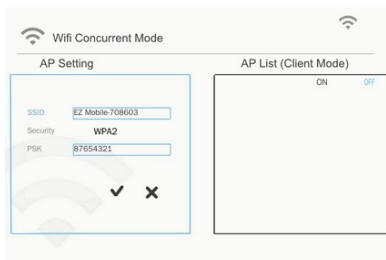 Wifi Concurrent Mode
AP Setting
AP List (Client Mode)
ON OFF
SSID EZ Mobile-708603
Security WPA2
PSK 87654321